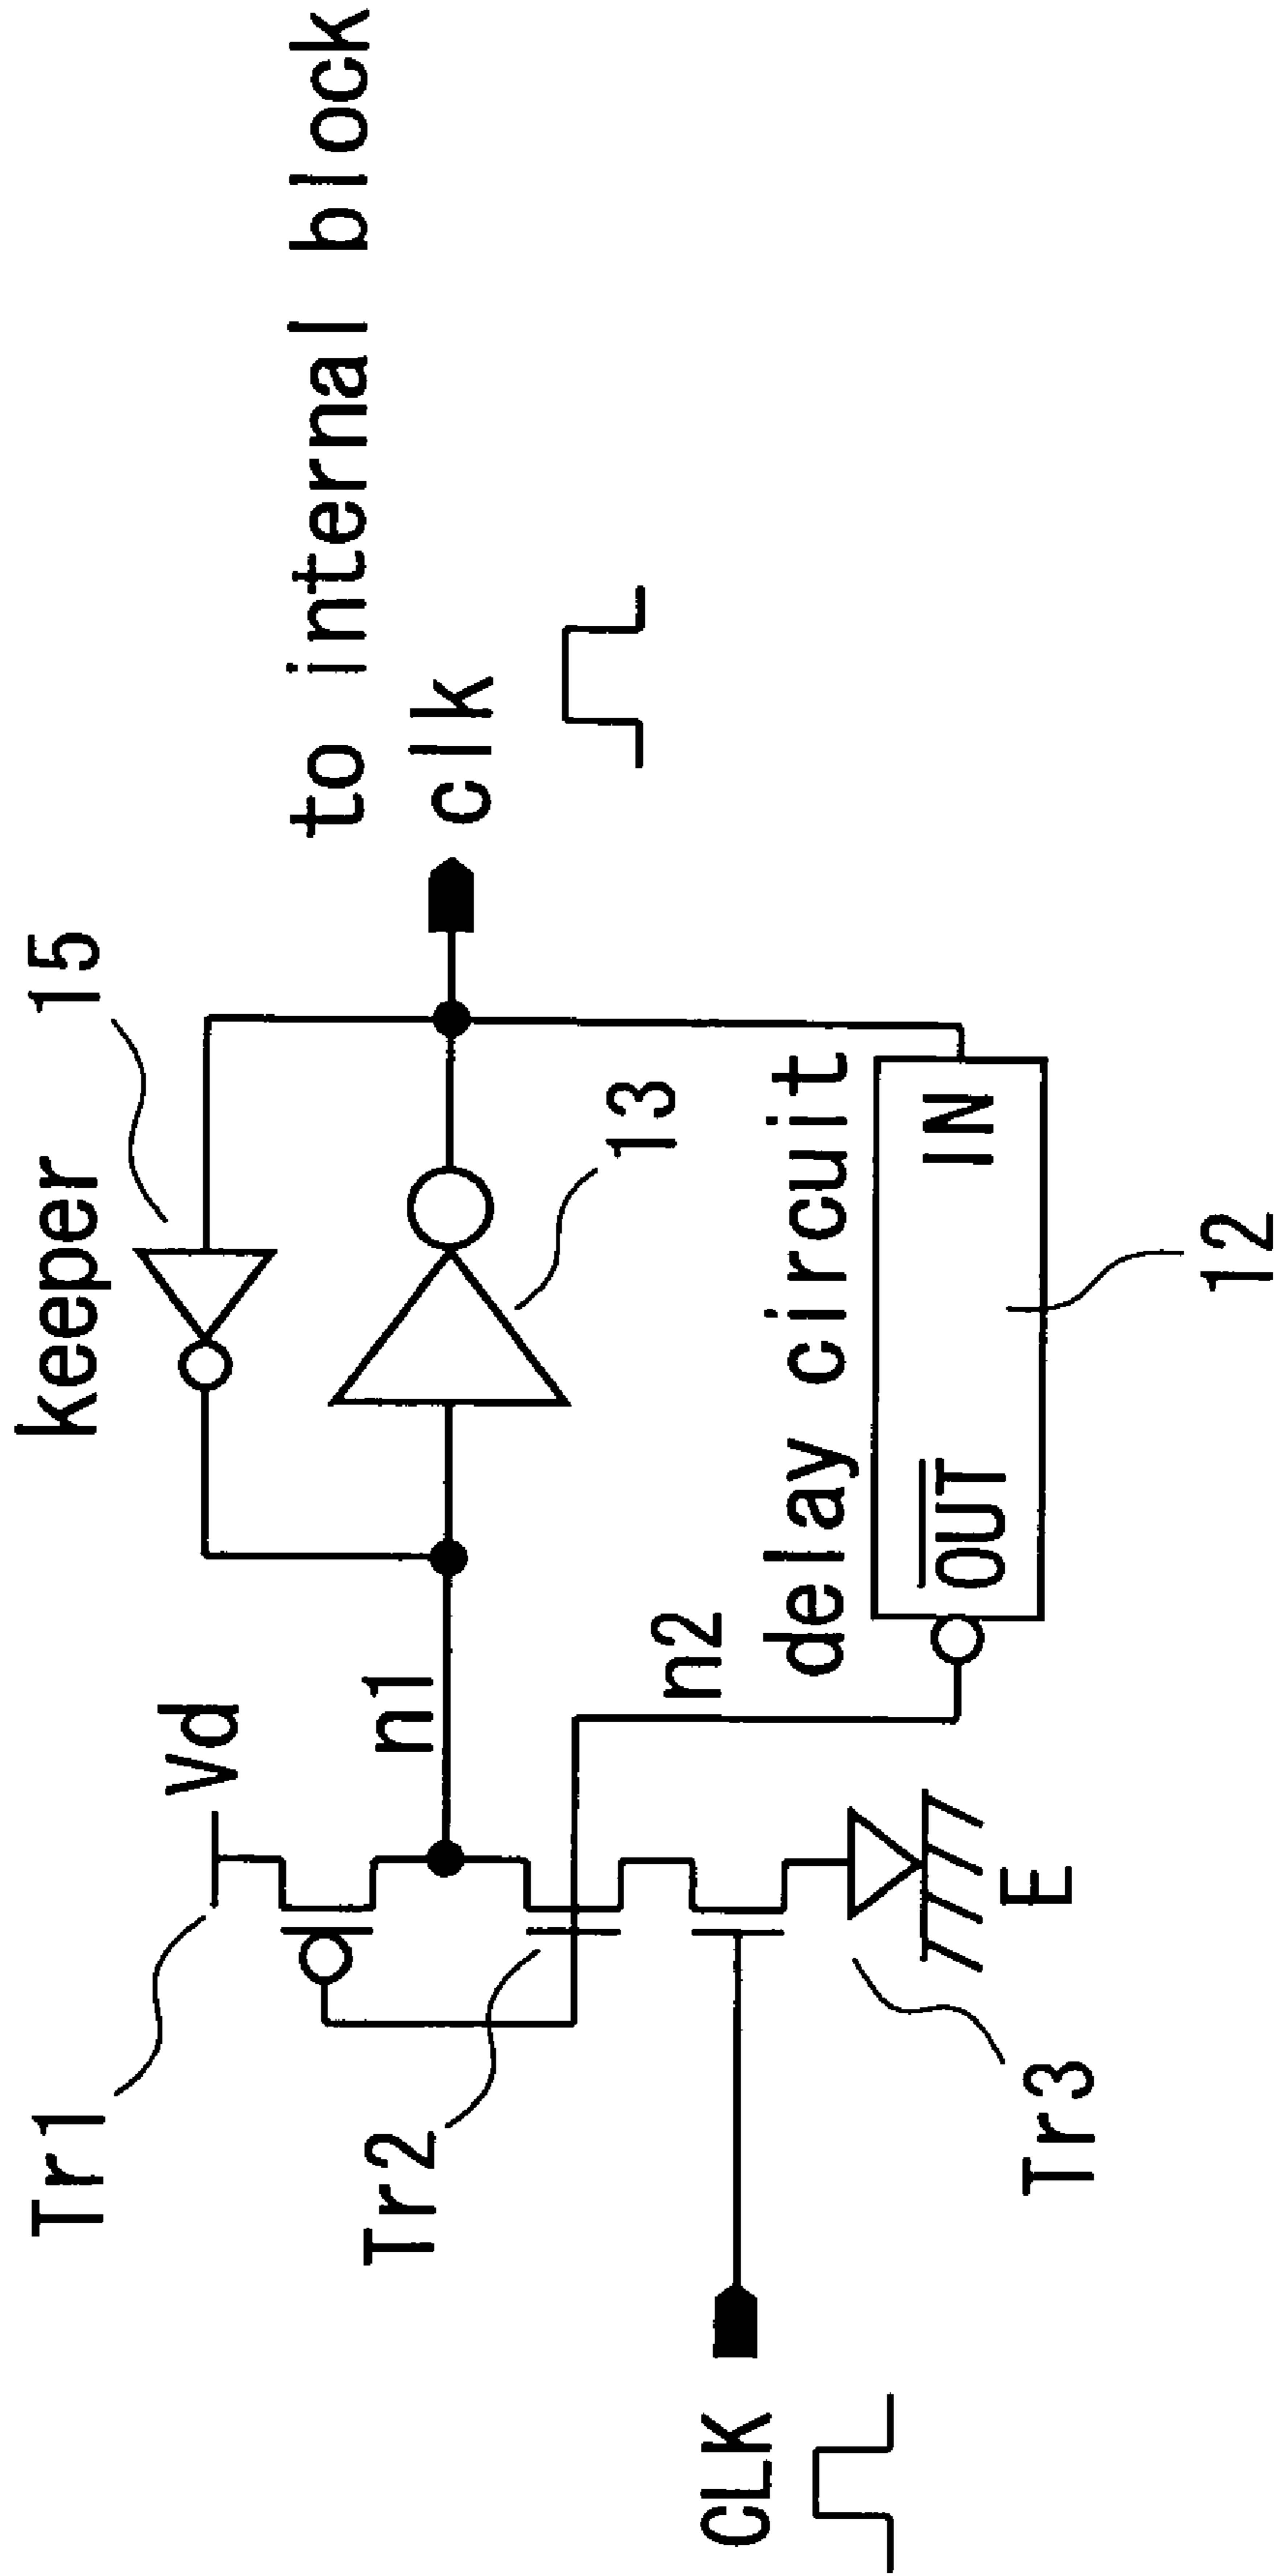 keeper
15
to internal block
clk
Vd
Tr1
n1
13
Tr2
n2
delay circuit
OUT
IN
12
CLK
Tr3
E